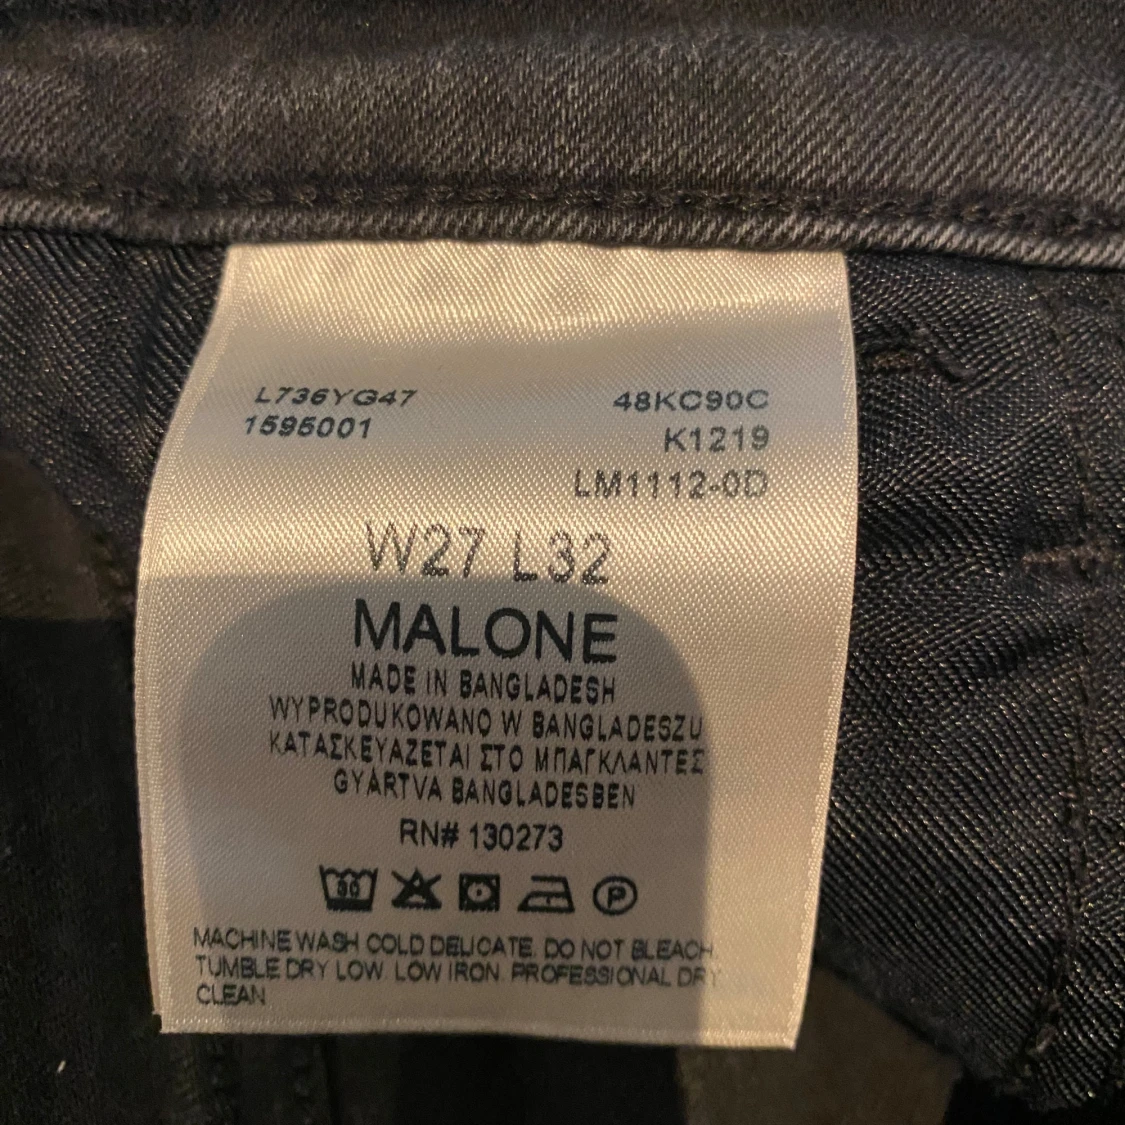 L736YG47 48KC90C
1595001 K1219
LM1112-0D
W27 L32
MALONE
MADE IN BANGLADESH
WYPRODUKOWANO W BANGLADESZU
ΚΑΤΑΣΚΕΥΑΖΕΤΑΙ ΣΤΟ ΜΠΑΓΚΛΑΝΤΕΣ
GYÁRTVA BANGLADESBEN
RN# 130273
30 P
MACHINE WASH COLD DELICATE. DO NOT BLEACH.
TUMBLE DRY LOW. LOW IRON. PROFESSIONAL DRY
CLEAN